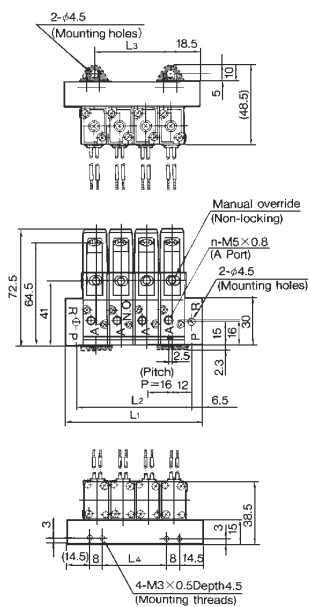 2-φ4.5
(Mounting holes)
L3
18.5
10
5
(48.5)
Manual override
(Non-locking)
n-M5×0.8
(A Port)
2-φ4.5
(Mounting holes)
72.5
64.5
41
R
P
A
A
N.O
A
A
R
P
15
16
30
2.5
2.3
(Pitch)
P=16
12
L2
6.5
L1
3
(14.5)
8
L4
8
14.5
3
15
38.5
4-M3×0.5Depth4.5
(Mounting threads)